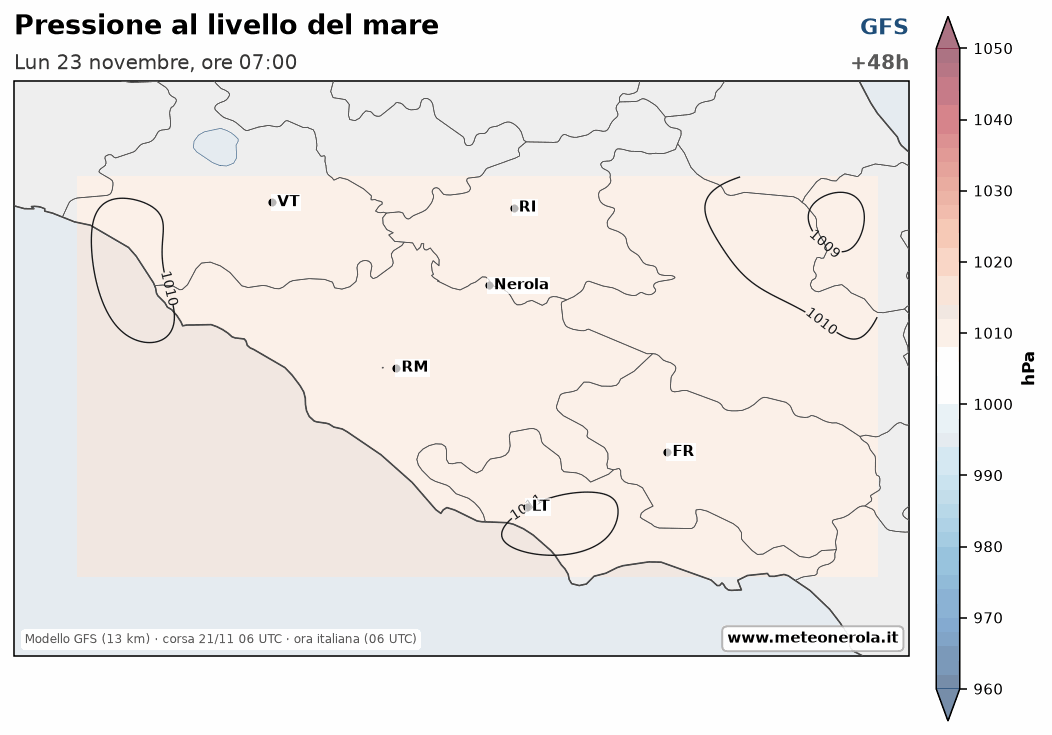 Pressione al livello del mare
GFS
Lun 23 novembre, ore 07:00
+48h
1050
1040
1030
1020
1010
1000
990
980
970
960
hPa
VT
RI
1009
Nerola
1010
1010
RM
FR
LT
Modello GFS (13 km) · corsa 21/11 06 UTC · ora italiana (06 UTC)
www.meteonerola.it